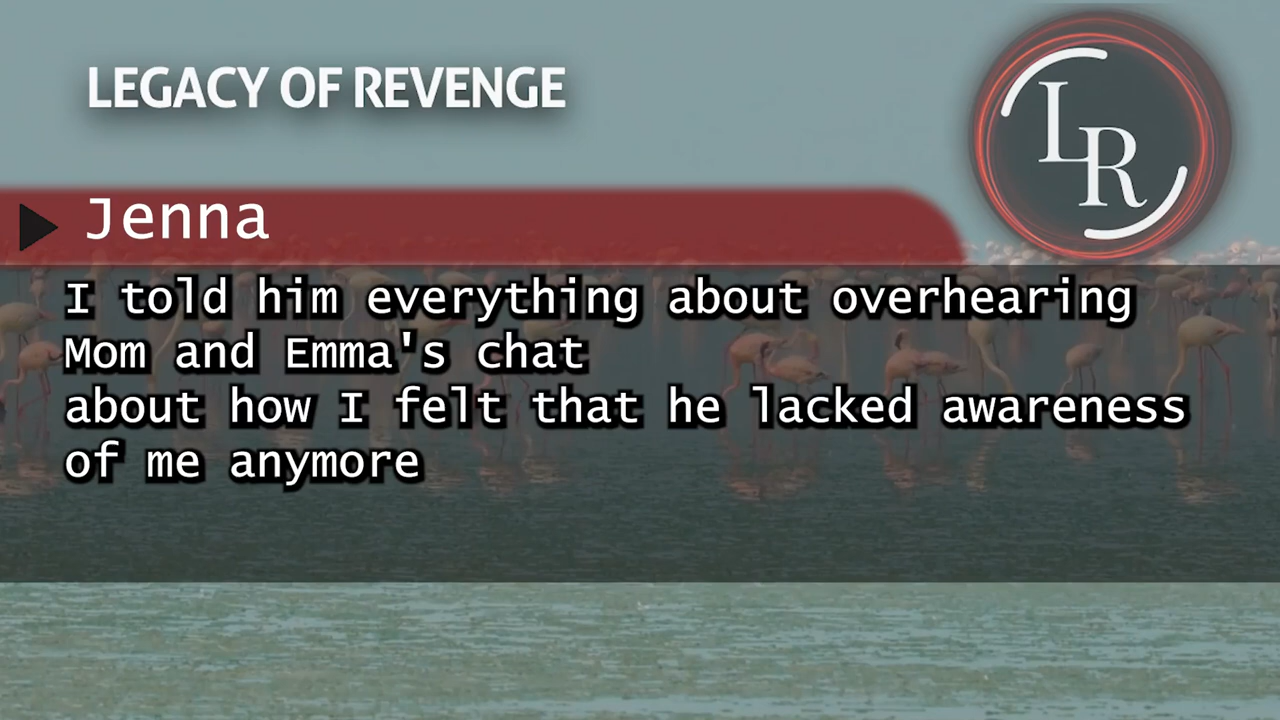 LEGACY OF REVENGE
LR
Jenna
I told him everything about overhearing
Mom and Emma's chat
about how I felt that he lacked awareness
of me anymore